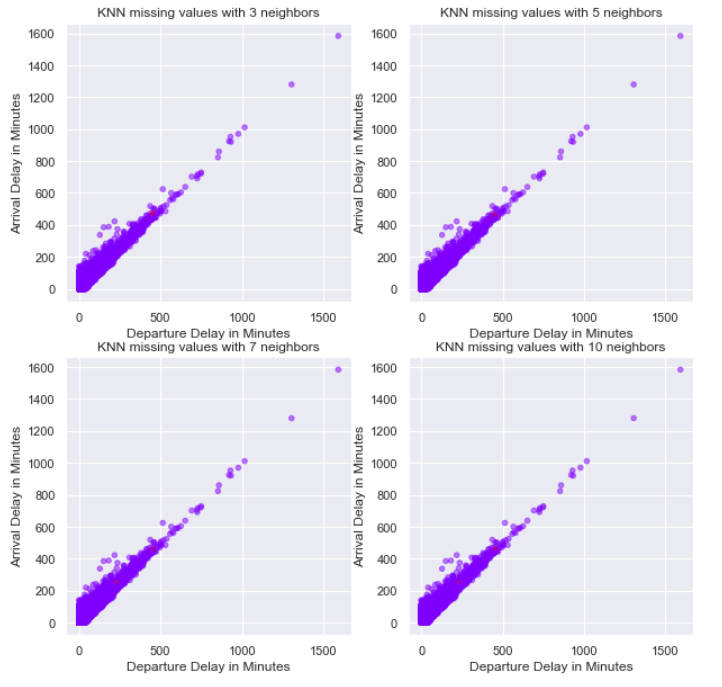 KNN missing values with 3 neighbors
1600
1400
1200
1000
800
600
400
200
0
Arrival Delay in Minutes
0 500 1000 1500
Departure Delay in Minutes
KNN missing values with 5 neighbors
1600
1400
1200
1000
800
600
400
200
0
Arrival Delay in Minutes
0 500 1000 1500
Departure Delay in Minutes
KNN missing values with 7 neighbors
1600
1400
1200
1000
800
600
400
200
0
Arrival Delay in Minutes
0 500 1000 1500
Departure Delay in Minutes
KNN missing values with 10 neighbors
1600
1400
1200
1000
800
600
400
200
0
Arrival Delay in Minutes
0 500 1000 1500
Departure Delay in Minutes